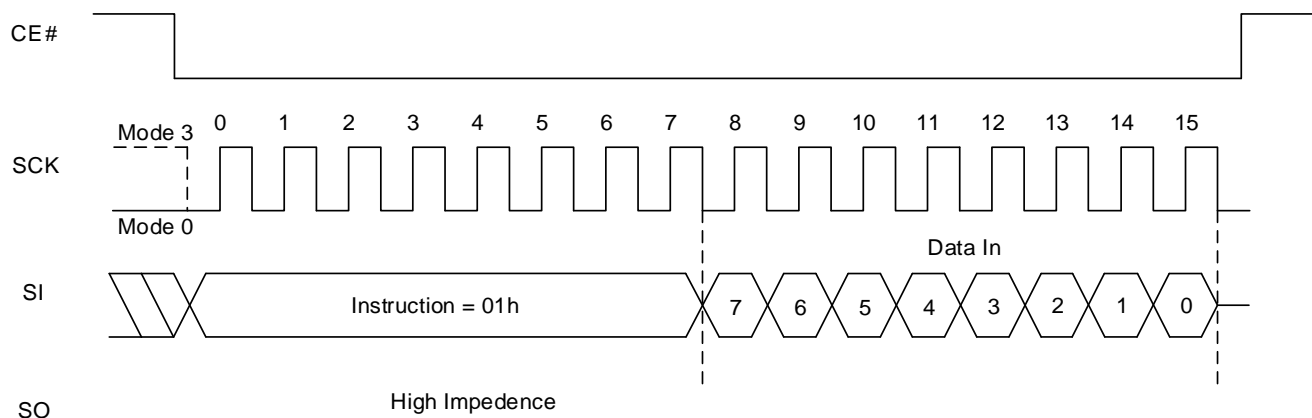 CE#
0 1 2 3 4 5 6 7 8 9 10 11 12 13 14 15
Mode 3
SCK
Mode 0
Data In
SI
Instruction = 01h
7 6 5 4 3 2 1 0
High Impedence
SO